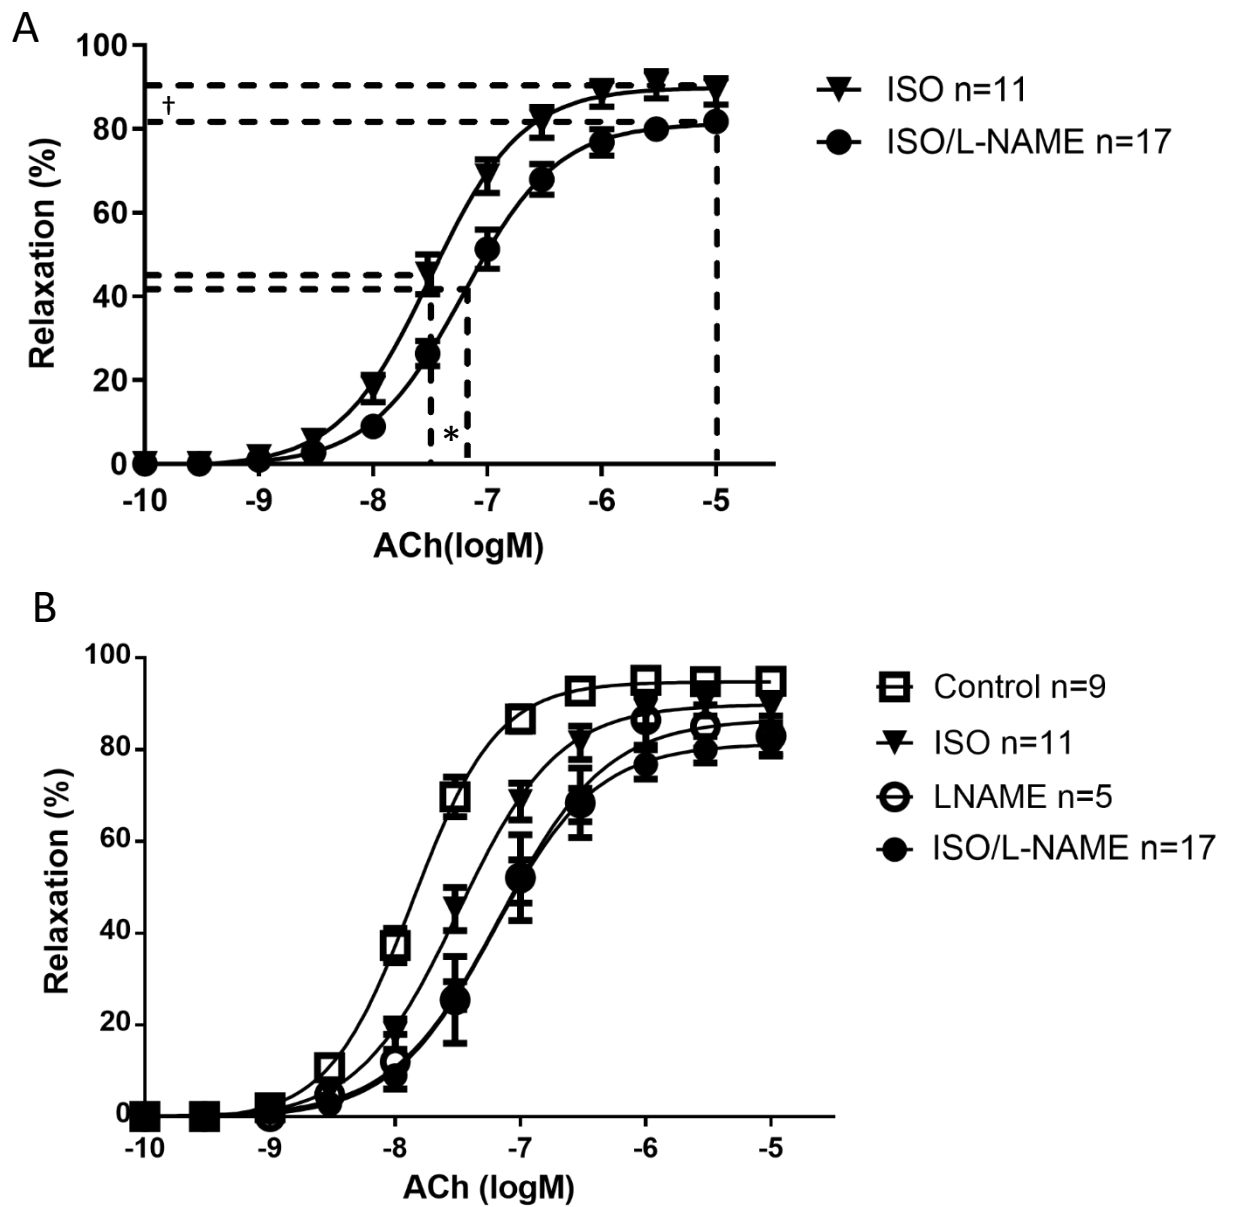 A
100
80
60
40
20
0
Relaxation (%)
†
*
-10 -9 -8 -7 -6 -5
ACh(logM)
ISO n=11
ISO/L-NAME n=17
B
100
80
60
40
20
0
Relaxation (%)
-10 -9 -8 -7 -6 -5
ACh (logM)
Control n=9
ISO n=11
LNAME n=5
ISO/L-NAME n=17